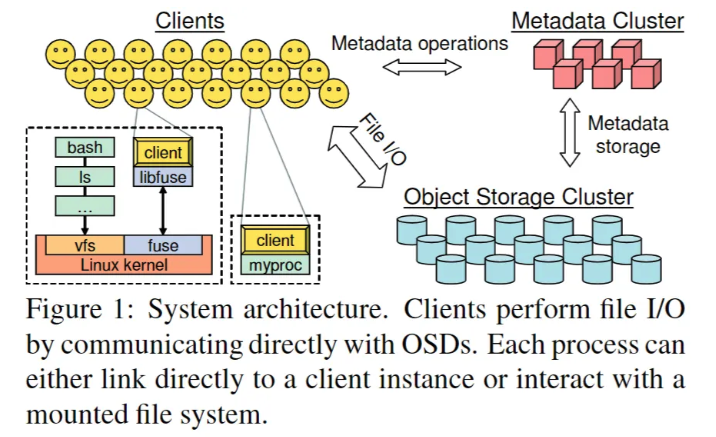 Clients
Metadata Cluster
Metadata operations
File I/O
Metadata
storage
Object Storage Cluster
bash
ls
...
vfs
client
libfuse
fuse
Linux kernel
client
myproc
Figure 1: System architecture. Clients perform file I/O
by communicating directly with OSDs. Each process can
either link directly to a client instance or interact with a
mounted file system.